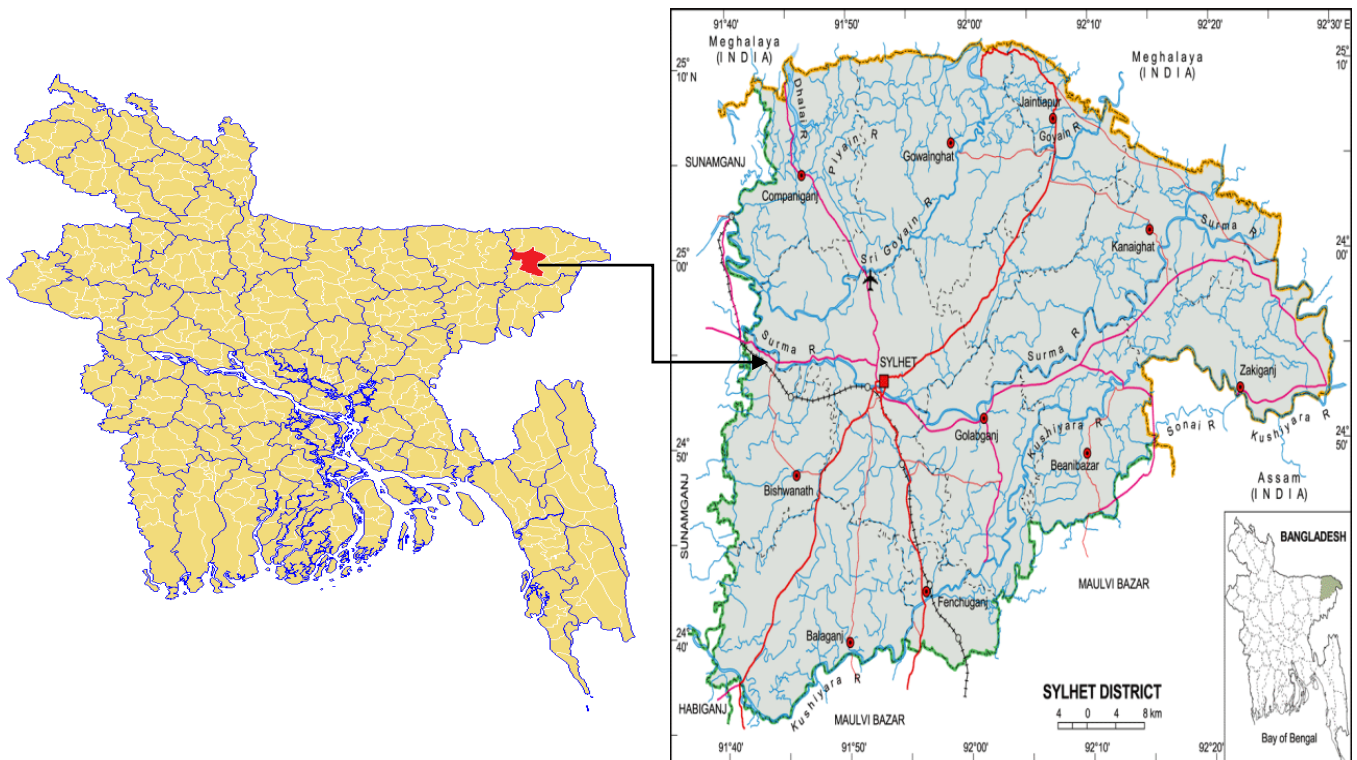 91°40' 91°50' 92°00' 92°10' 92°20' 92°30' E
Meghalaya
(INDIA)
Meghalaya
(INDIA)
25°
10' N
25°
10'
Dhalai R
Jaintiapur
Goyain R
Piyain R
Gowainghat
SUNAMGANJ
Companiganj
Sri Goyain R
Surma R
Kanaighat
25°
00'
24°
00'
Surma R
Surma R
SYLHET
Zakiganj
Golabganj
Kushiyara R
Sonai R
Kushiyara R
24°
50'
24°
50'
Beanibazar
Bishwanath
Assam
(INDIA)
SUNAMGANJ
BANGLADESH
MAULVI BAZAR
Fenchuganj
Balaganj
24°
40'
Kushiyara R
HABIGANJ
MAULVI BAZAR
SYLHET DISTRICT
4 0 4 8 km
Bay of Bengal
91°40' 91°50' 92°00' 92°10' 92°20'